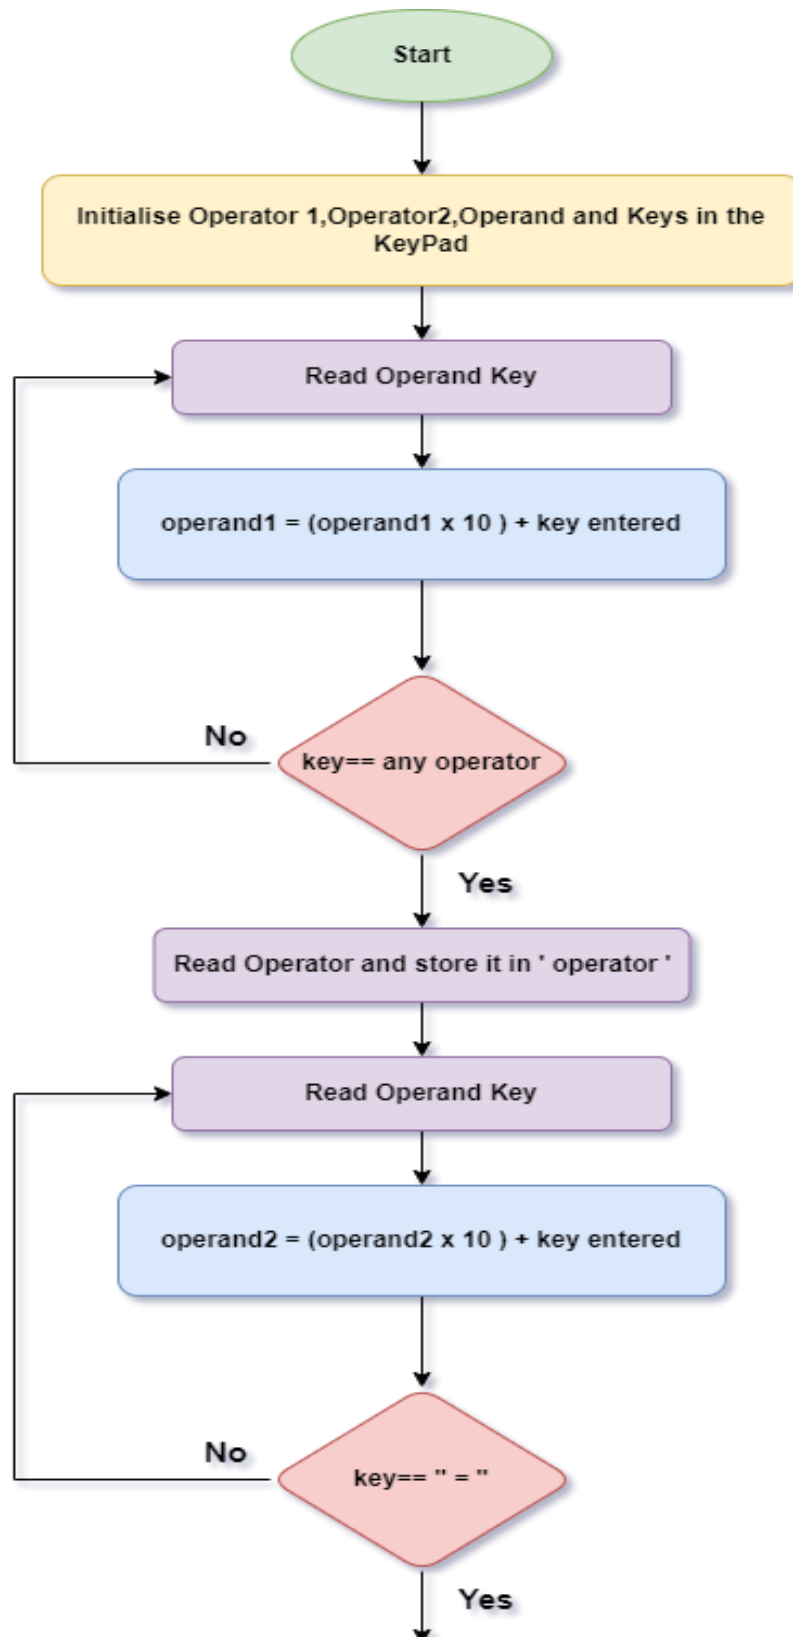 Start
Initialise Operator 1,Operator2,Operand and Keys in the
KeyPad
Read Operand Key
operand1 = (operand1 x 10 ) + key entered
No
key== any operator
Yes
Read Operator and store it in ' operator '
Read Operand Key
operand2 = (operand2 x 10 ) + key entered
No
key== " = "
Yes